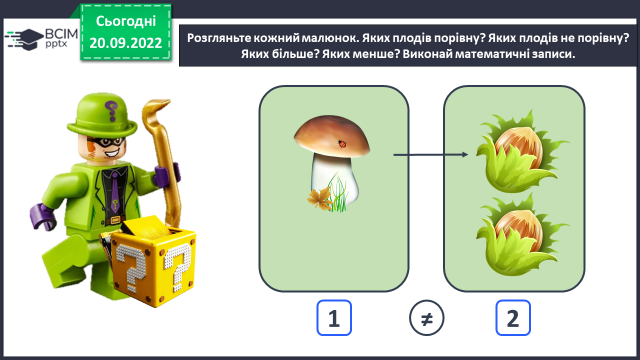 ВСІМ
pptx
Сьогодні
20.09.2022
Розгляньте кожний малюнок. Яких плодів порівну? Яких плодів не порівну?
Яких більше? Яких менше? Виконай математичні записи.
? ?
1 ≠ 2